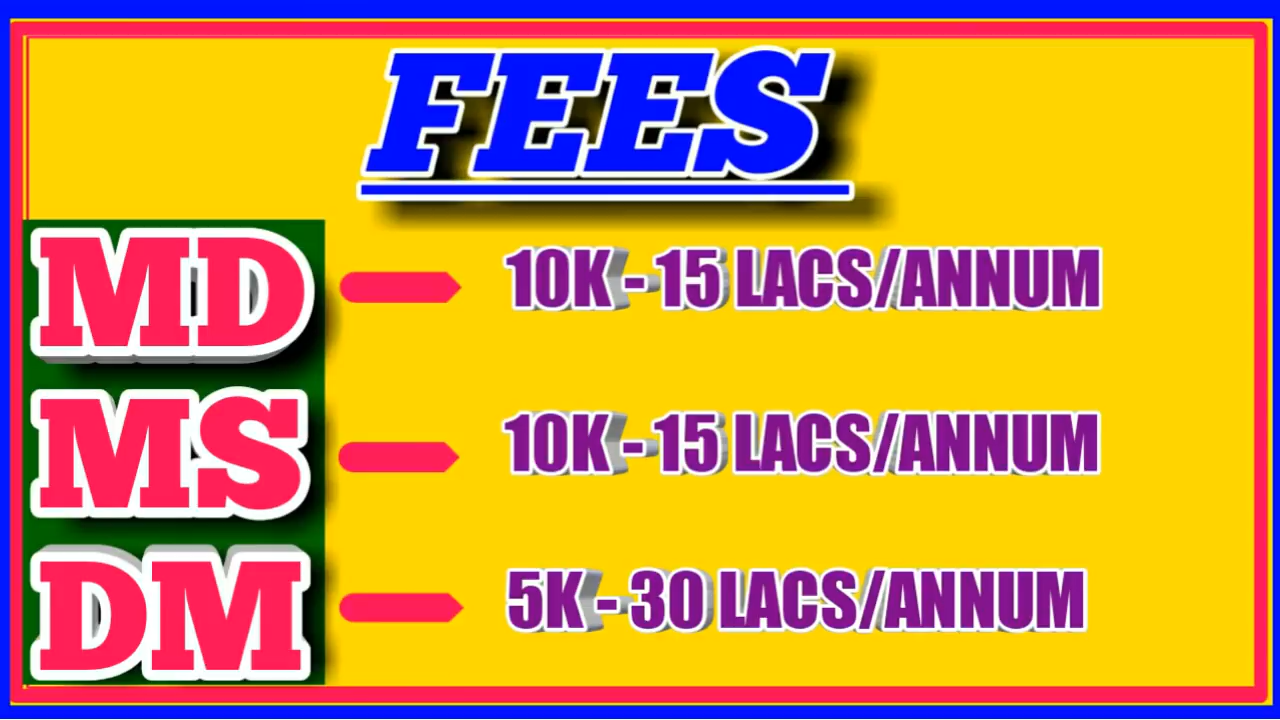 FEES
MD 10K - 15 LACS/ANNUM
MS 10K - 15 LACS/ANNUM
DM 5K - 30 LACS/ANNUM